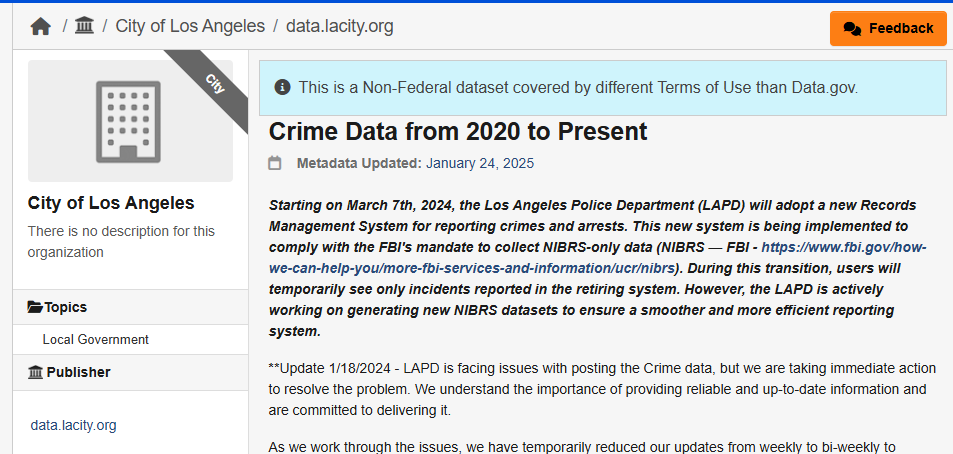 / / City of Los Angeles / data.lacity.org
Feedback
City
City of Los Angeles
There is no description for this
organization
Topics
Local Government
Publisher
data.lacity.org
This is a Non-Federal dataset covered by different Terms of Use than Data.gov.
Crime Data from 2020 to Present
Metadata Updated: January 24, 2025
Starting on March 7th, 2024, the Los Angeles Police Department (LAPD) will adopt a new Records
Management System for reporting crimes and arrests. This new system is being implemented to
comply with the FBI's mandate to collect NIBRS-only data (NIBRS — FBI - https://www.fbi.gov/how-
we-can-help-you/more-fbi-services-and-information/ucr/nibrs). During this transition, users will
temporarily see only incidents reported in the retiring system. However, the LAPD is actively
working on generating new NIBRS datasets to ensure a smoother and more efficient reporting
system.
**Update 1/18/2024 - LAPD is facing issues with posting the Crime data, but we are taking immediate action
to resolve the problem. We understand the importance of providing reliable and up-to-date information and
are committed to delivering it.
As we work through the issues, we have temporarily reduced our updates from weekly to bi-weekly to